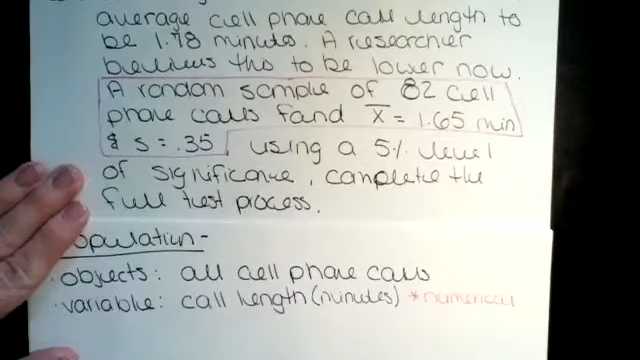 average cell phone call length to
be 1.78 minutes. A researcher
believes this to be lower now.
A random sample of 82 cell
phone calls fand x̅ = 1.65 min
& s = .35. using a 5% level
of significance, complete the
full test process.
opulation-
· objects: all cell phone calls
· variable: call length (minutes) *numerical